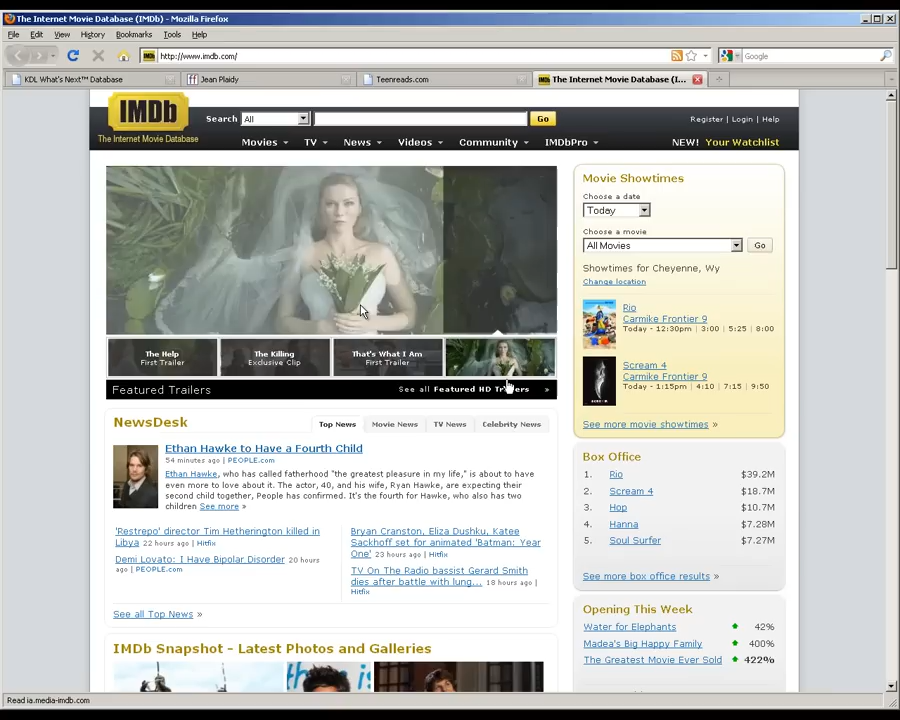 The Internet Movie Database (IMDb) - Mozilla Firefox
File Edit View History Bookmarks Tools Help
http://www.imdb.com/
Google
KDL What's Next™ Database
Jean Plaidy
Teenreads.com
The Internet Movie Database (I...
IMDb
The Internet Movie Database
Search All Go
Register | Login | Help
Movies TV News Videos Community IMDbPro
NEW! Your Watchlist
The Help
First Trailer
The Killing
Exclusive Clip
That's What I Am
First Trailer
Featured Trailers
See all Featured HD Trailers »
NewsDesk
Top News Movie News TV News Celebrity News
Ethan Hawke to Have a Fourth Child
54 minutes ago | PEOPLE.com
Ethan Hawke, who has called fatherhood "the greatest pleasure in my life," is about to have
even more to love about it. The actor, 40, and his wife, Ryan Hawke, are expecting their
second child together, People has confirmed. It's the fourth for Hawke, who also has two
children See more »
'Restrepo' director Tim Hetherington killed in
Libya 22 hours ago | Hitfix
Demi Lovato: I Have Bipolar Disorder 20 hours
ago | PEOPLE.com
Bryan Cranston, Eliza Dushku, Katee
Sackhoff set for animated 'Batman: Year
One' 23 hours ago | Hitfix
TV On The Radio bassist Gerard Smith
dies after battle with lung... 18 hours ago |
Hitfix
See all Top News »
IMDb Snapshot - Latest Photos and Galleries
Movie Showtimes
Choose a date
Today
Choose a movie
All Movies Go
Showtimes for Cheyenne, Wy
Change location
Rio
Carmike Frontier 9
Today - 12:30pm | 3:00 | 5:25 | 8:00
Scream 4
Carmike Frontier 9
Today - 1:15pm | 4:10 | 7:15 | 9:50
See more movie showtimes »
Box Office
1. Rio $39.2M
2. Scream 4 $18.7M
3. Hop $10.7M
4. Hanna $7.28M
5. Soul Surfer $7.27M
See more box office results »
Opening This Week
Water for Elephants 42%
Madea's Big Happy Family 400%
The Greatest Movie Ever Sold 422%
Read ia.media-imdb.com